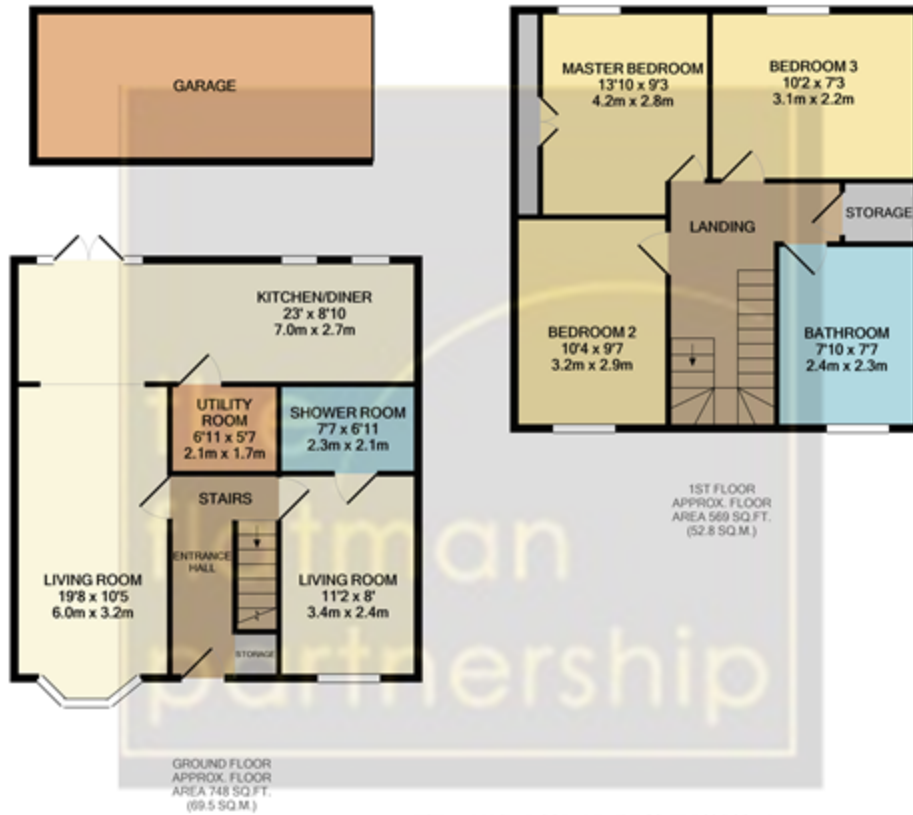 GARAGE
KITCHEN/DINER
23' x 8'10
7.0m x 2.7m
UTILITY
ROOM
6'11 x 5'7
2.1m x 1.7m
SHOWER ROOM
7'7 x 6'11
2.3m x 2.1m
STAIRS
ENTRANCE
HALL
LIVING ROOM
19'8 x 10'5
6.0m x 3.2m
LIVING ROOM
11'2 x 8'
3.4m x 2.4m
STORAGE
GROUND FLOOR
APPROX. FLOOR
AREA 748 SQ.FT.
(69.5 SQ.M.)
MASTER BEDROOM
13'10 x 9'3
4.2m x 2.8m
BEDROOM 3
10'2 x 7'3
3.1m x 2.2m
LANDING
STORAGE
BEDROOM 2
10'4 x 9'7
3.2m x 2.9m
BATHROOM
7'10 x 7'7
2.4m x 2.3m
1ST FLOOR
APPROX. FLOOR
AREA 569 SQ.FT.
(52.8 SQ.M.)
partnership